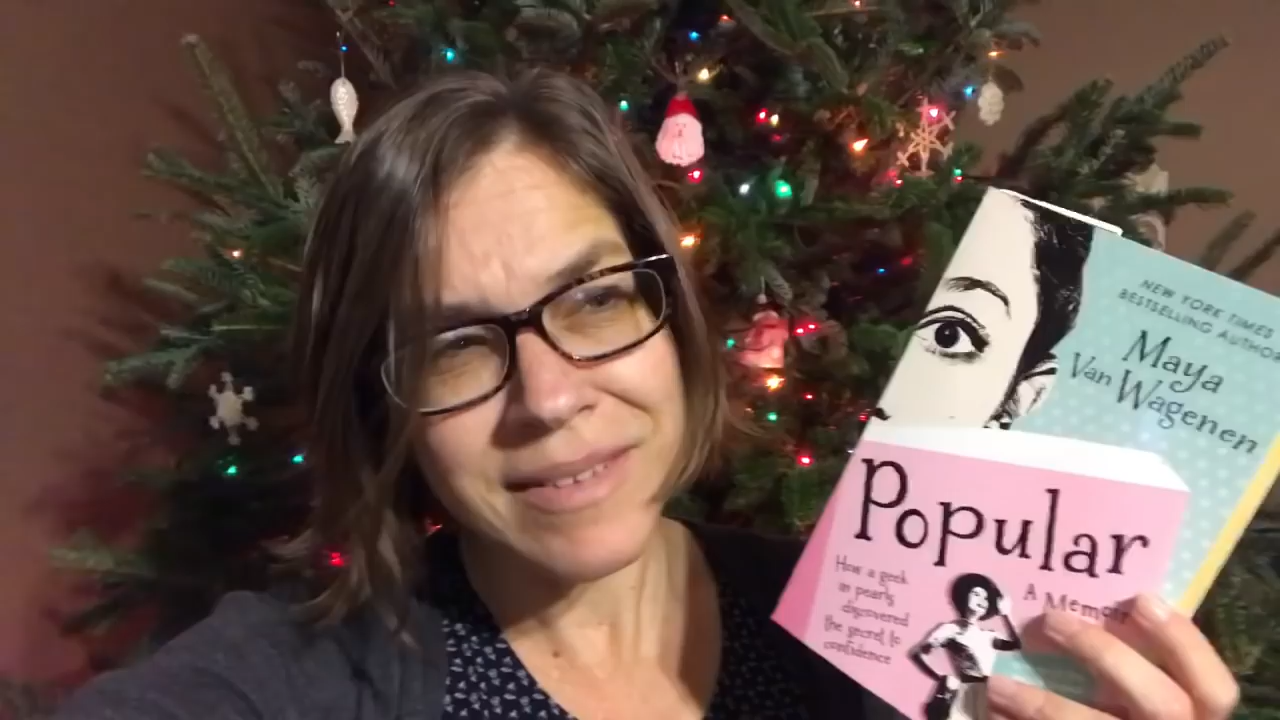 NEW YORK TIMES
BESTSELLING AUTHOR
Maya
Van Wagenen
Popular
A Memoir
How a geek
in pearls
discovered
the secret to
confidence